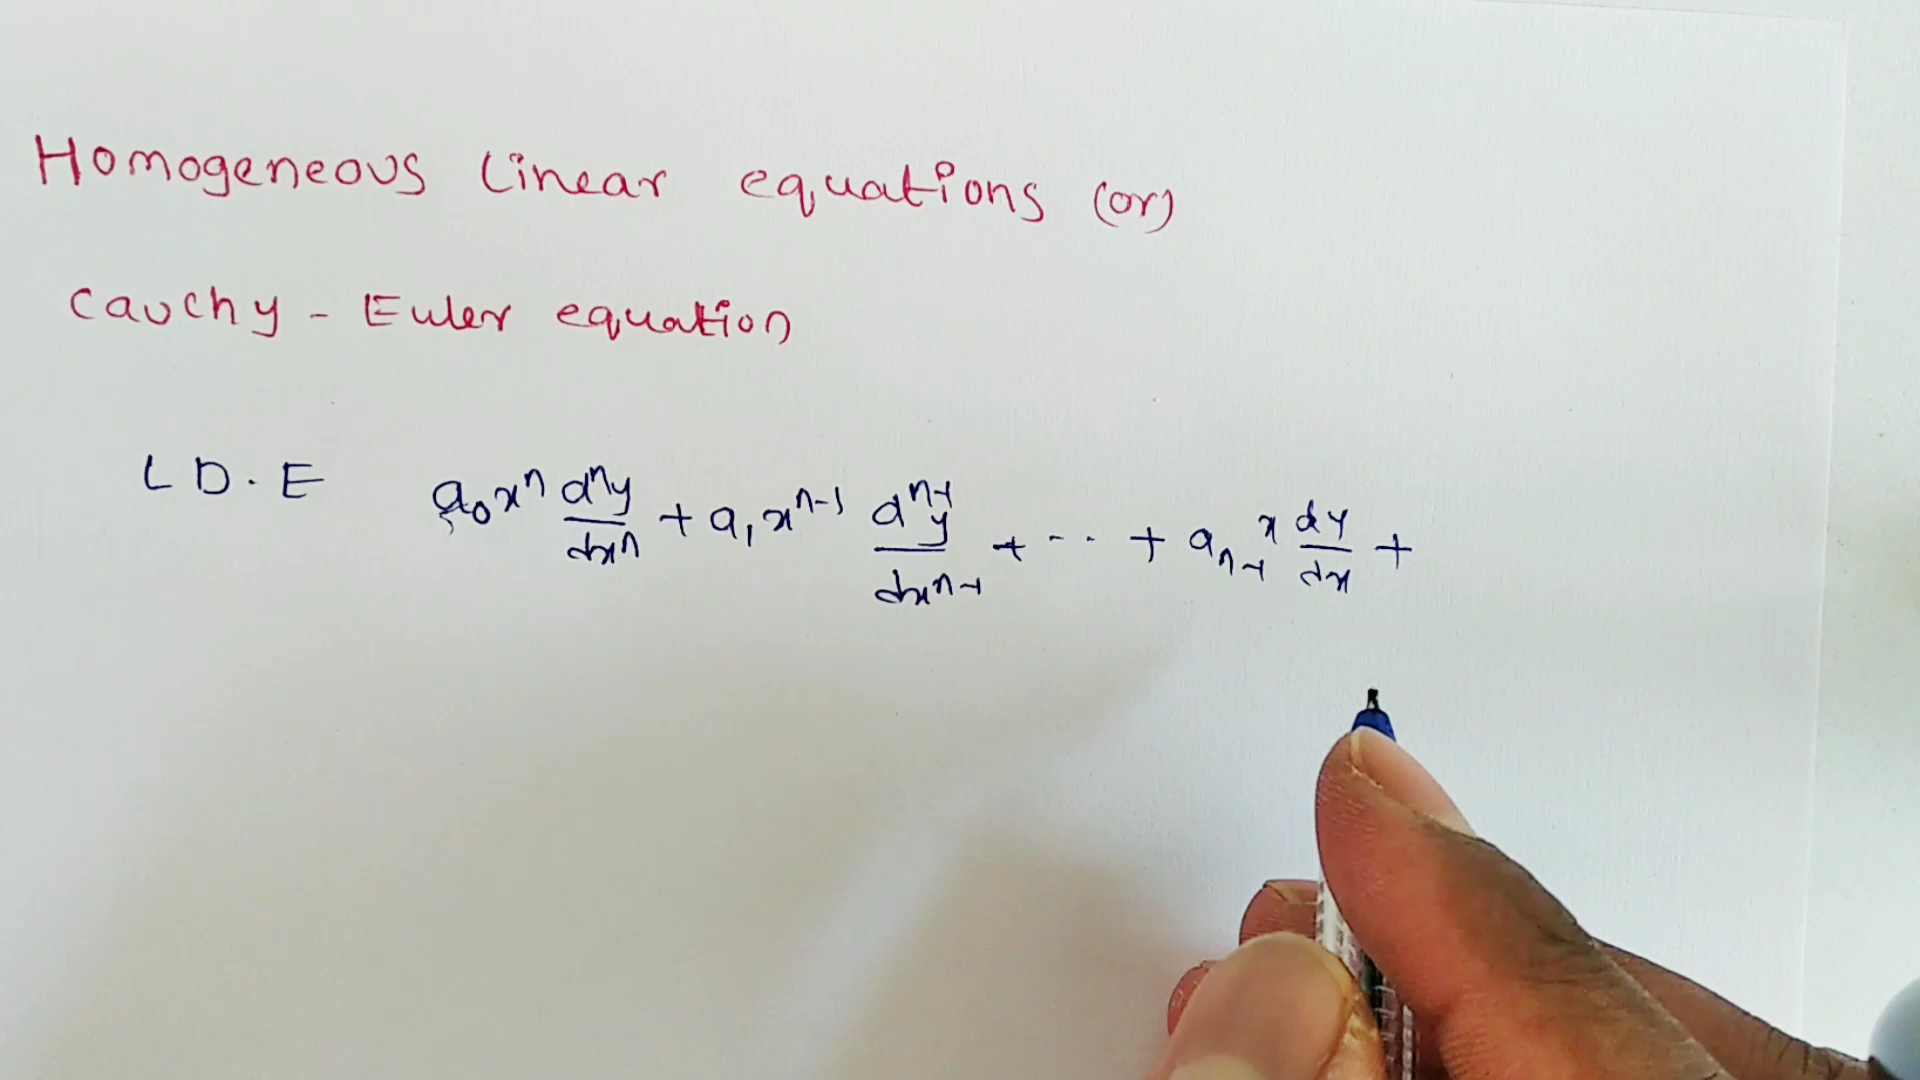 Homogeneous Linear equations (or)
Cauchy - Euler equation
L D . E a₀xⁿ dⁿy/dxⁿ + a₁xⁿ⁻¹ dⁿ⁻¹y/dxⁿ⁻¹ + ... + aₙ₋₁ x dy/dx +